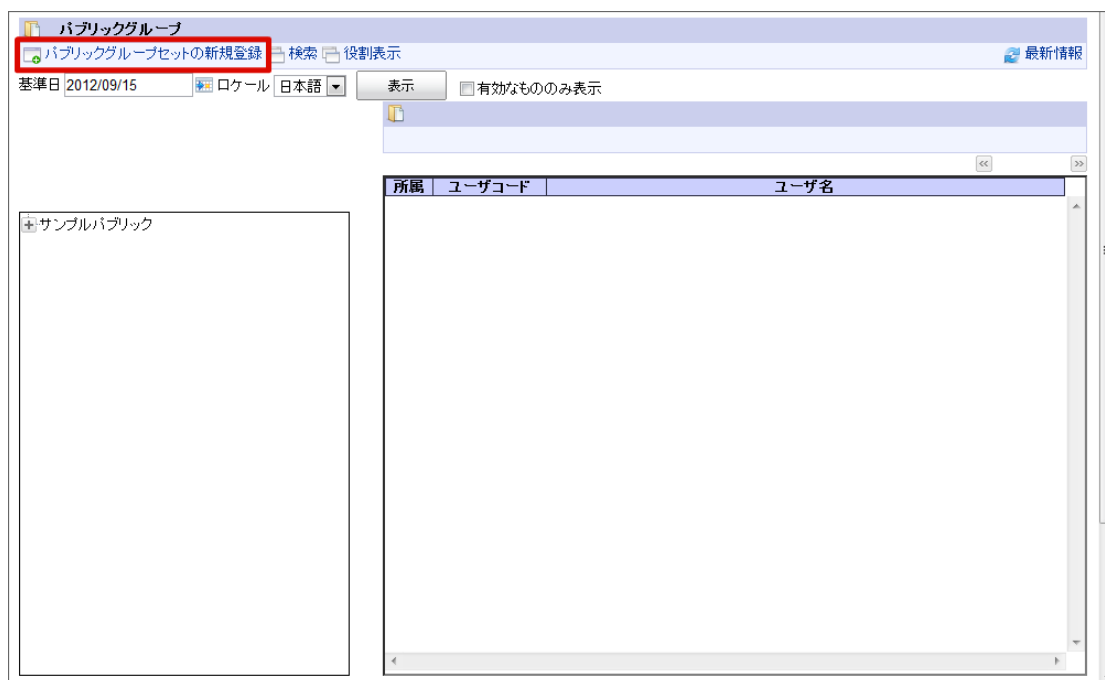 パブリックグループ
パブリックグループセットの新規登録 検索 役割表示 最新情報
基準日 2012/09/15 ロケール 日本語 表示 有効なもののみ表示
<< >>
所属 ユーザコード ユーザ名
サンプルパブリック